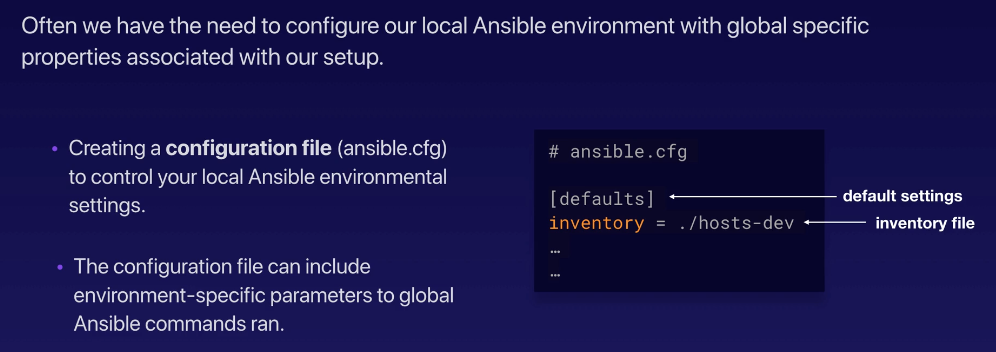 Often we have the need to configure our local Ansible environment with global specific
properties associated with our setup.
• Creating a configuration file (ansible.cfg)
to control your local Ansible environmental
settings.
• The configuration file can include
environment-specific parameters to global
Ansible commands ran.
# ansible.cfg
[defaults]
default settings
inventory = ./hosts-dev
inventory file
…
…